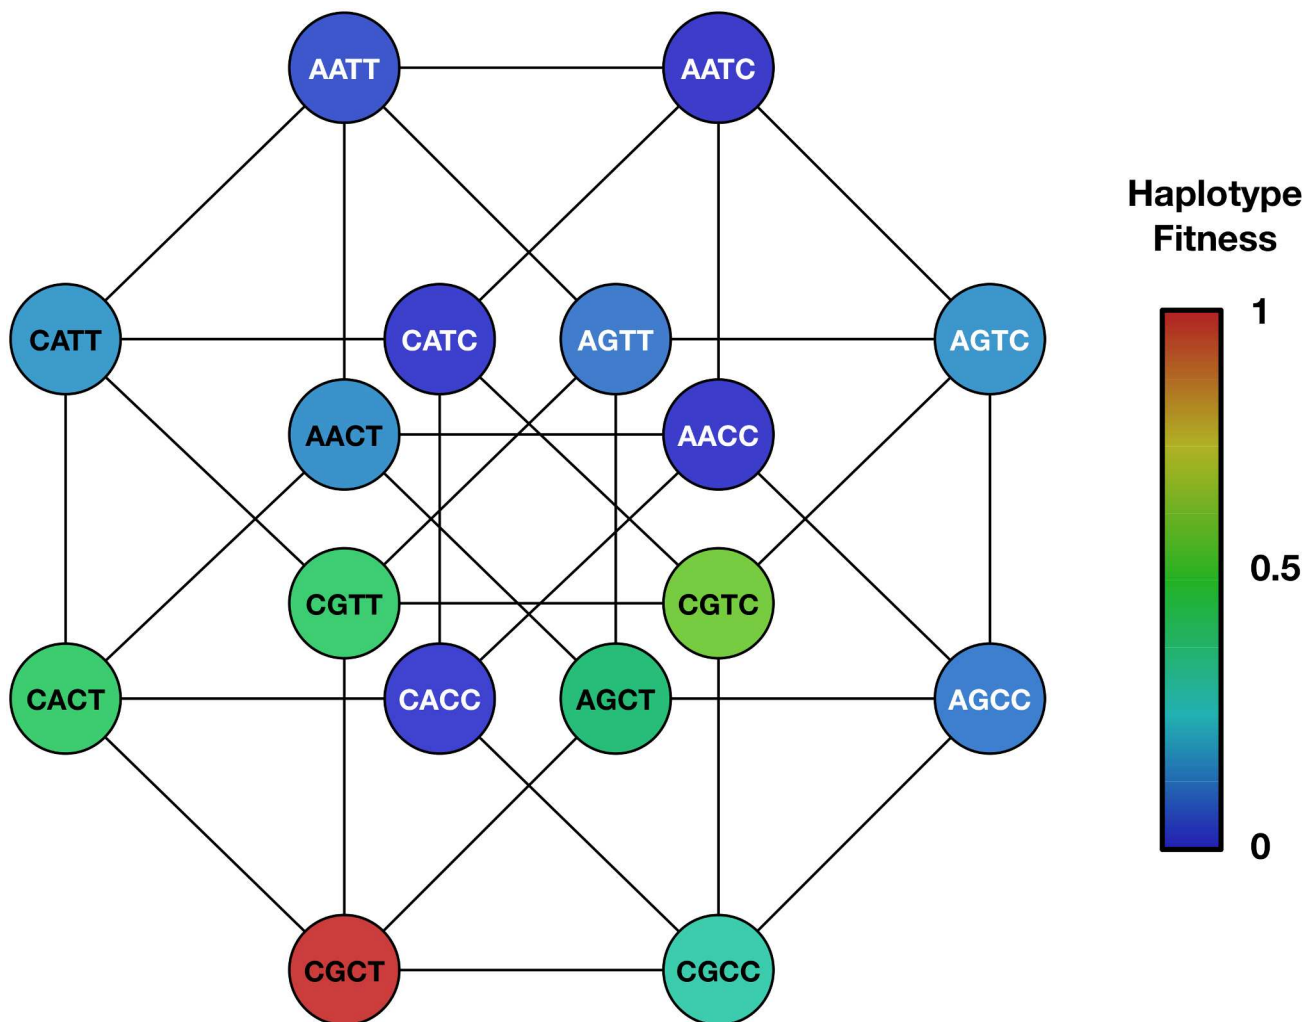 AATT
AATC
Haplotype
Fitness
1
CATT
CATC
AGTT
AGTC
AACT
AACC
0.5
CGTT
CGTC
CACT
CACC
AGCT
AGCC
0
CGCT
CGCC